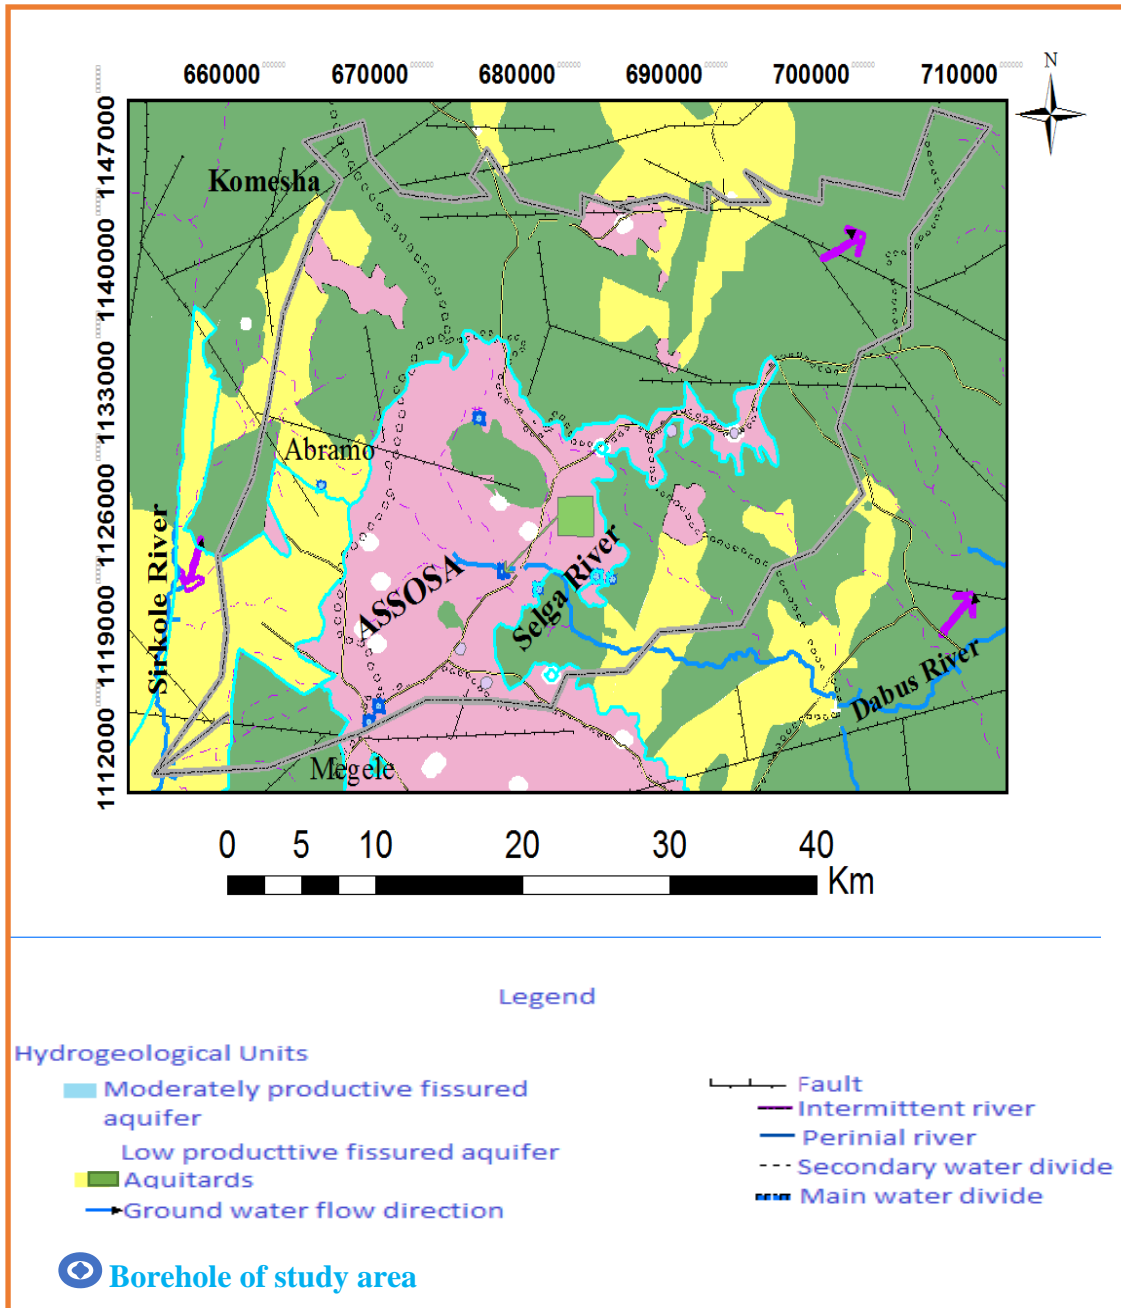 N
660000 670000 680000 690000 700000 710000
1147000
1140000
1133000
1126000
1119000
1112000
Komesha
Abramo
Sirkole River
ASSOSA
Selga River
Dabus River
Megele
0 5 10 20 30 40
Km
Legend
Hydrogeological Units
Moderately productive fissured
aquifer
Low producttive fissured aquifer
Aquitards
Ground water flow direction
Borehole of study area
Fault
Intermittent river
Perinial river
Secondary water divide
Main water divide